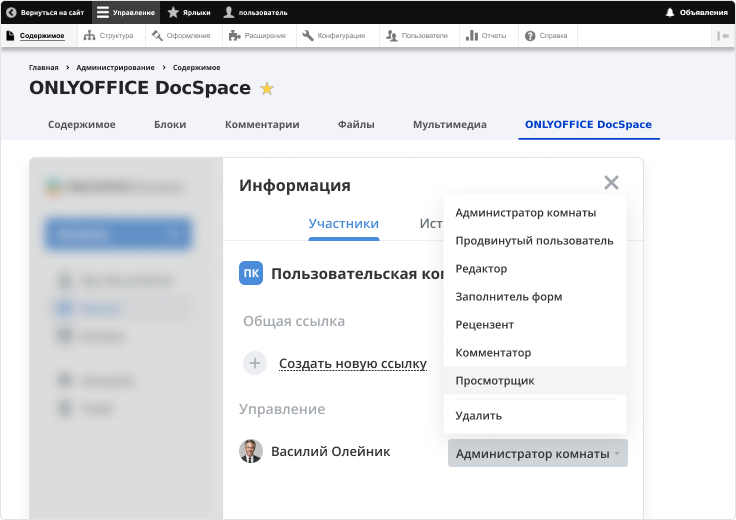 Вернуться на сайт Управление Ярлыки пользователь Объявления
Содержимое Структура Оформление Расширения Конфигурация Пользователи Отчеты Справка
Главная > Администрирование > Содержимое
ONLYOFFICE DocSpace
Содержимое Блоки Комментарии Файлы Мультимедиа ONLYOFFICE DocSpace
Информация
Участники Ист
ПК Пользовательская ком
Общая ссылка
Создать новую ссылку
Управление
Василий Олейник
Администратор комнаты
Продвинутый пользователь
Редактор
Заполнитель форм
Рецензент
Комментатор
Просмотрщик
Удалить
Администратор комнаты